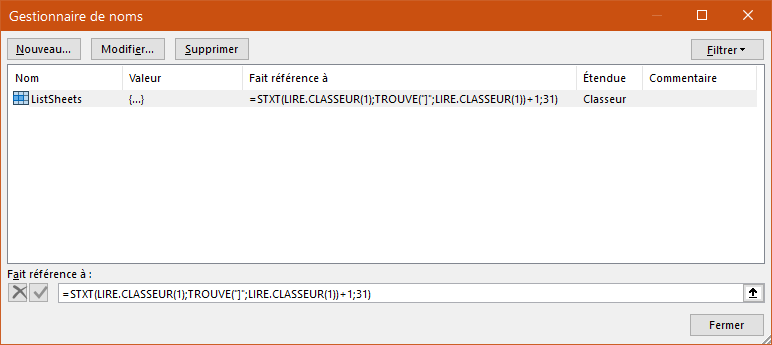 Gestionnaire de noms
Nouveau... Modifier... Supprimer Filtrer
Nom Valeur Fait référence à Étendue Commentaire
ListSheets {...} =STXT(LIRE.CLASSEUR(1);TROUVE("]";LIRE.CLASSEUR(1))+1;31) Classeur
Fait référence à :
=STXT(LIRE.CLASSEUR(1);TROUVE("]";LIRE.CLASSEUR(1))+1;31)
Fermer